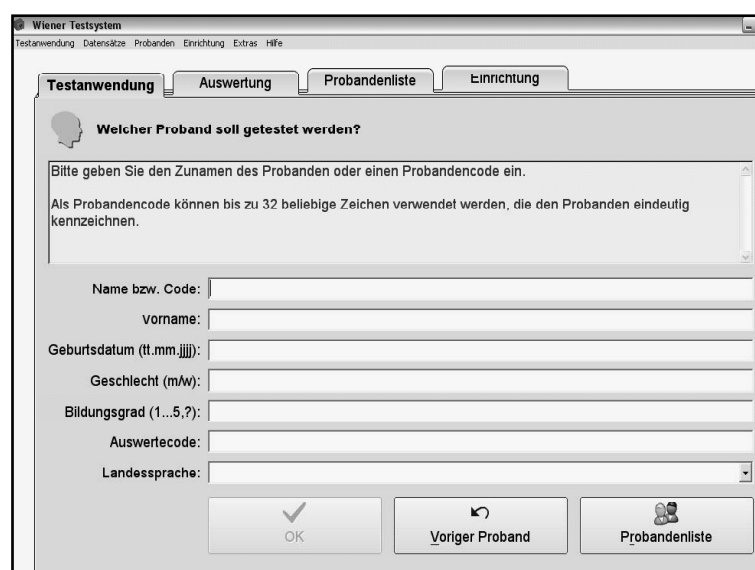 Wiener Testsystem
Testanwendung Datensätze Probanden Einrichtung Extras Hilfe
Testanwendung Auswertung Probandenliste Einrichtung
Welcher Proband soll getestet werden?
Bitte geben Sie den Zunamen des Probanden oder einen Probandencode ein.
Als Probandencode können bis zu 32 beliebige Zeichen verwendet werden, die den Probanden eindeutig
kennzeichnen.
Name bzw. Code:
Vorname:
Geburtsdatum (tt.mm.jjjj):
Geschlecht (m/w):
Bildungsgrad (1...5,?):
Auswertecode:
Landessprache:
OK Voriger Proband Probandenliste